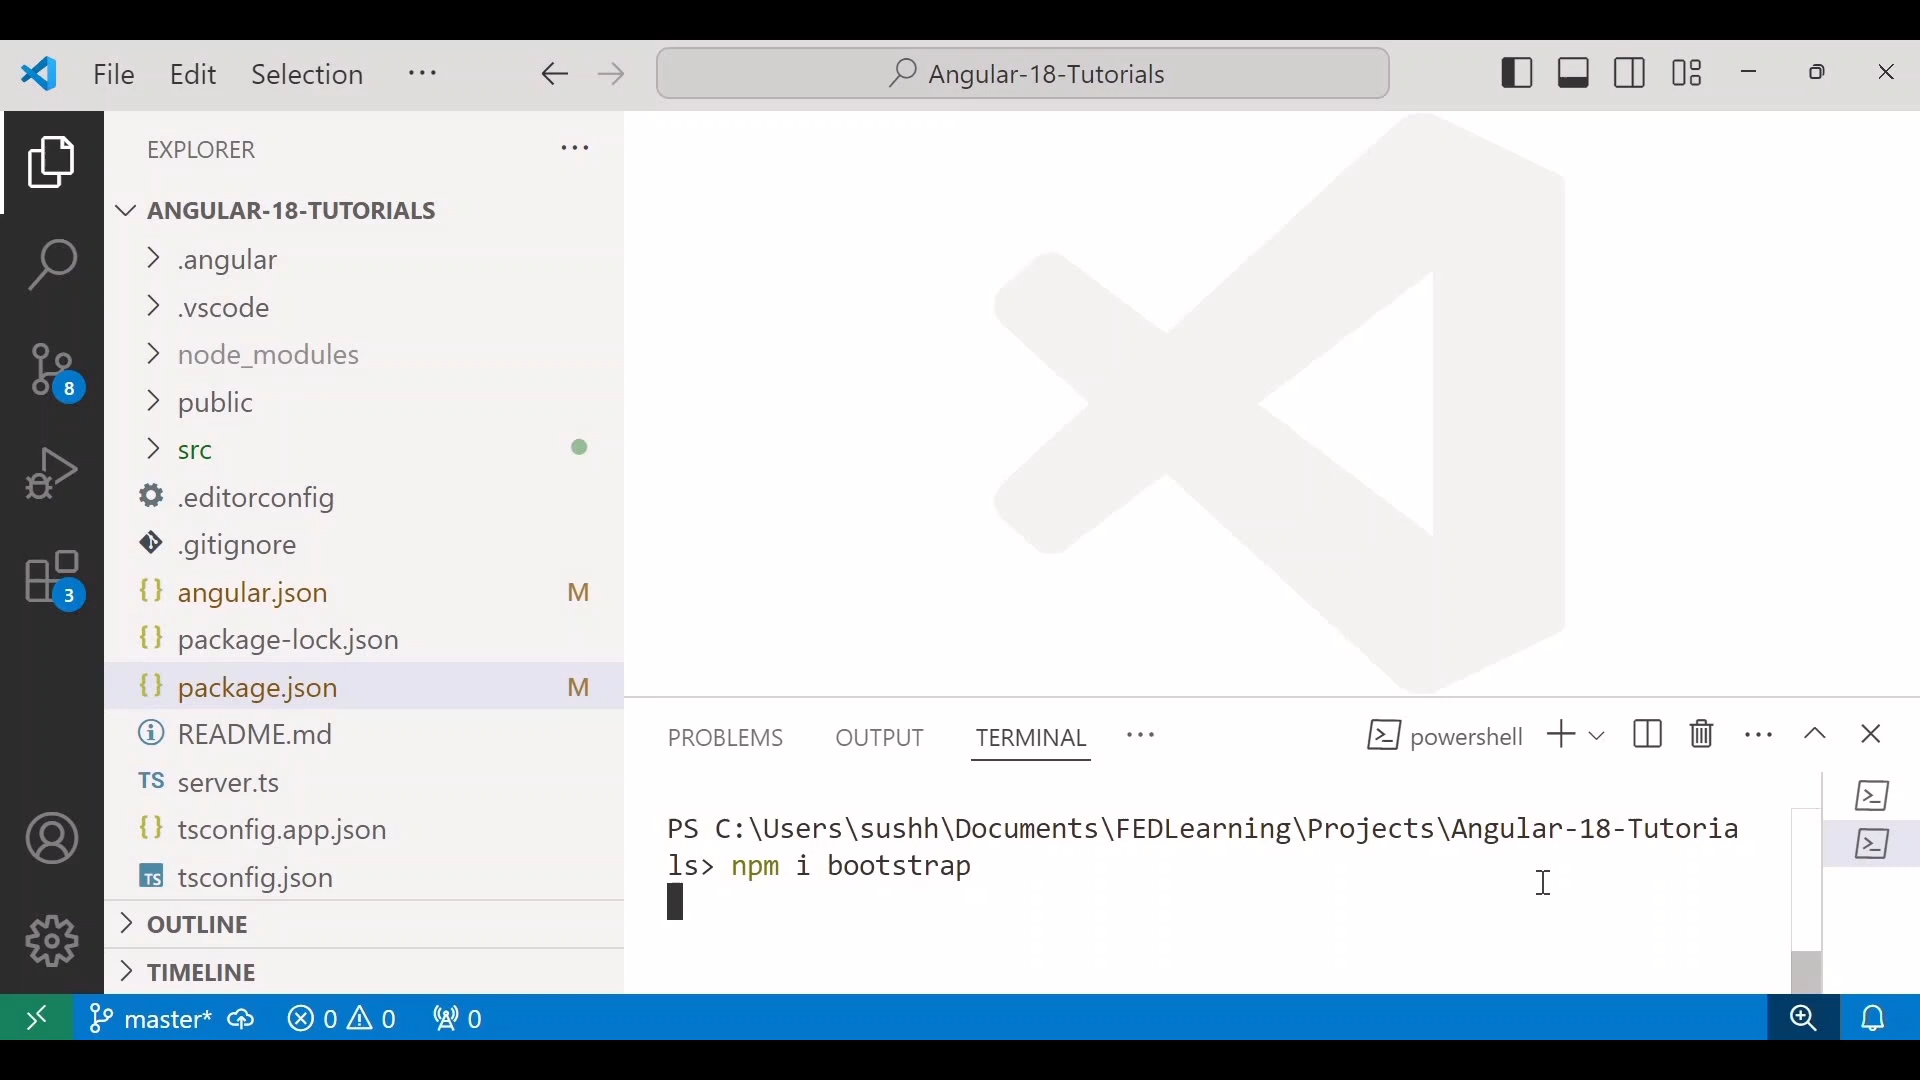 File Edit Selection ··· Angular-18-Tutorials
EXPLORER ···
ANGULAR-18-TUTORIALS
.angular
.vscode
node_modules
public
src
.editorconfig
.gitignore
{} angular.json M
{} package-lock.json
{} package.json M
README.md
TS server.ts
{} tsconfig.app.json
TS tsconfig.json
OUTLINE
TIMELINE
8
3
PROBLEMS OUTPUT TERMINAL ··· powershell ···
PS C:\Users\sushh\Documents\FEDLearning\Projects\Angular-18-Tutoria
ls> npm i bootstrap
master* 0 0 0